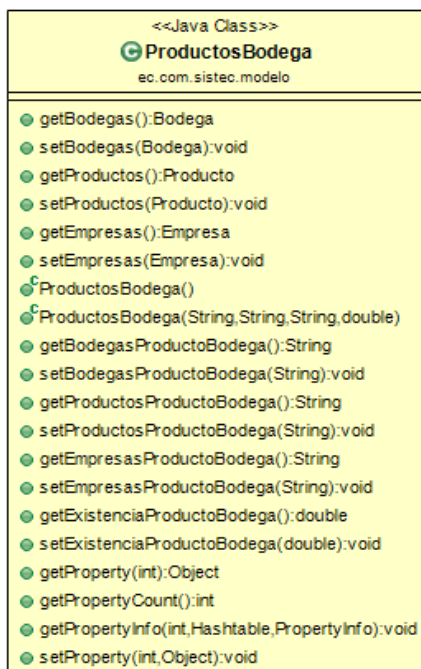 <<Java Class>>
ProductosBodega
ec.com.sistec.modelo
getBodegas():Bodega
setBodegas(Bodega):void
getProductos():Producto
setProductos(Producto):void
getEmpresas():Empresa
setEmpresas(Empresa):void
ProductosBodega()
ProductosBodega(String,String,String,double)
getBodegasProductoBodega():String
setBodegasProductoBodega(String):void
getProductosProductoBodega():String
setProductosProductoBodega(String):void
getEmpresasProductoBodega():String
setEmpresasProductoBodega(String):void
getExistenciaProductoBodega():double
setExistenciaProductoBodega(double):void
getProperty(int):Object
getPropertyCount():int
getPropertyInfo(int,Hashtable,PropertyInfo):void
setProperty(int,Object):void